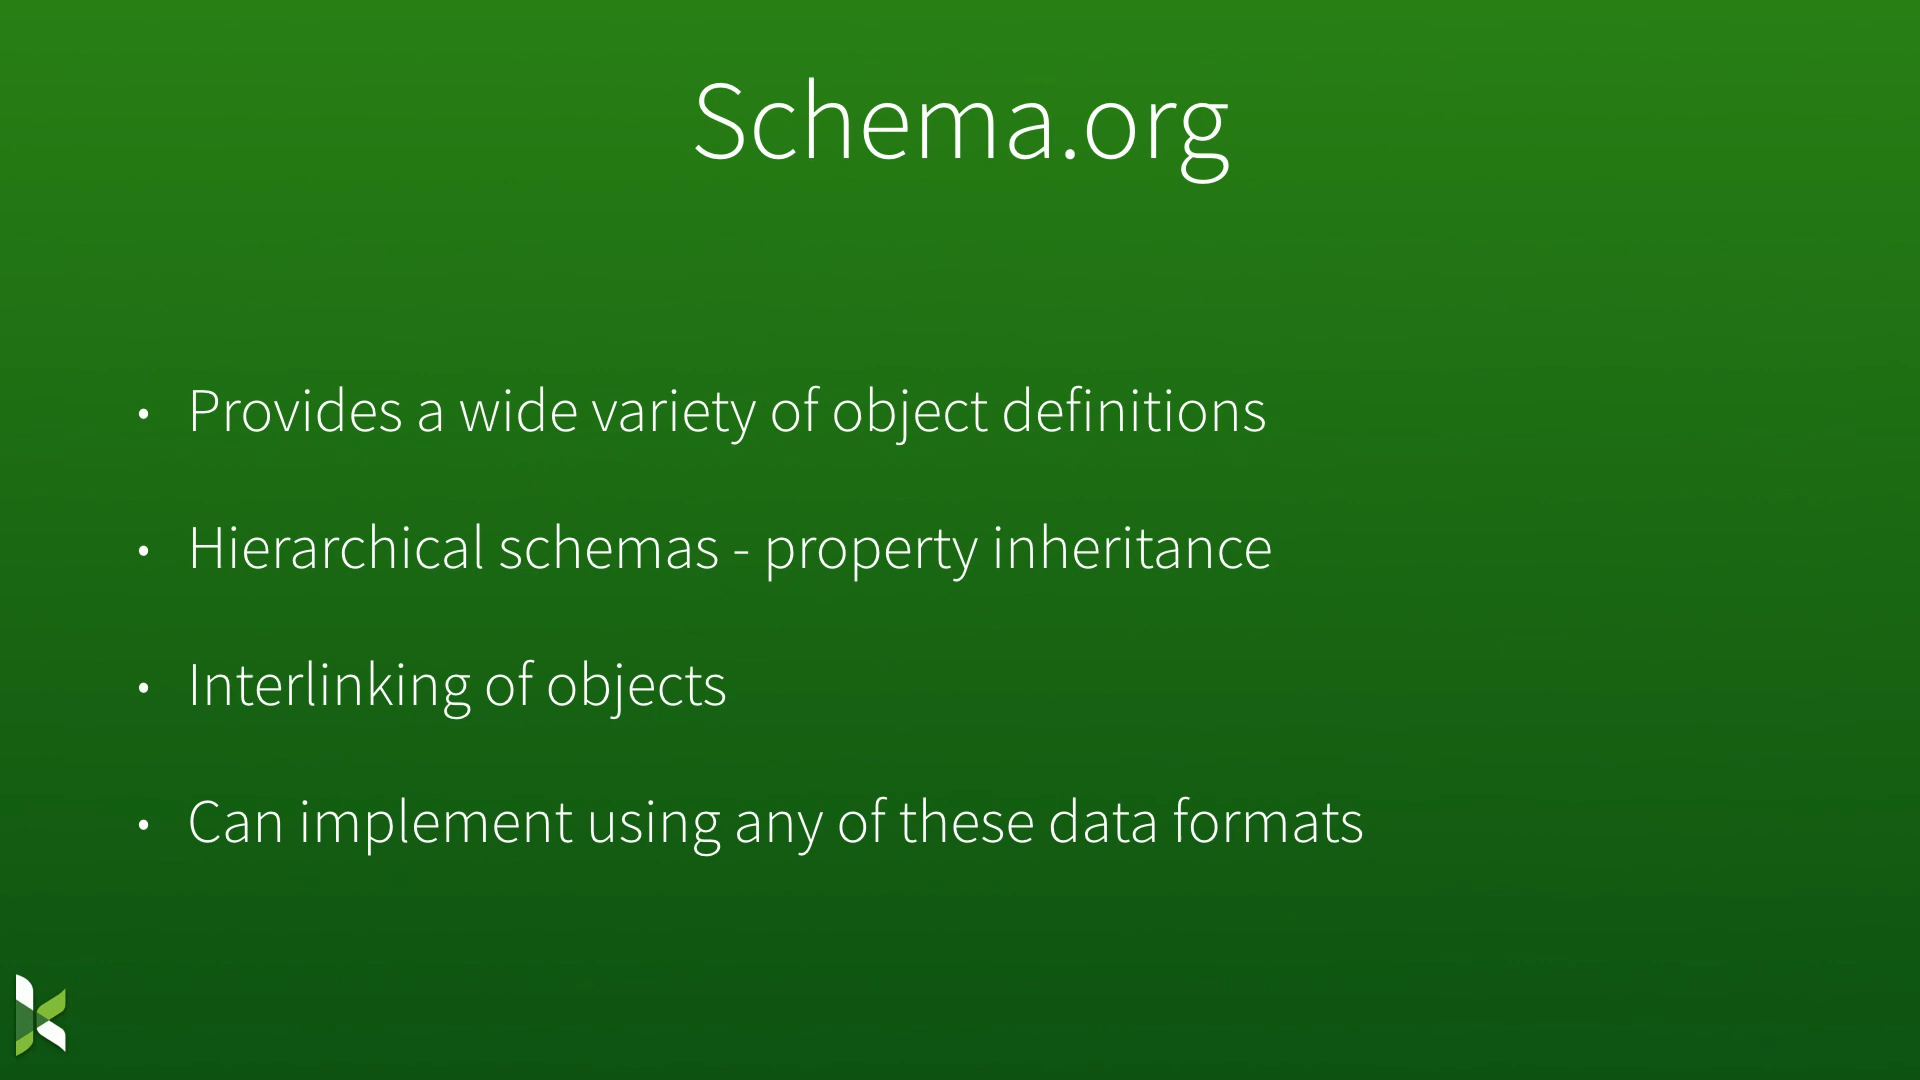 Schema.org
• Provides a wide variety of object definitions
• Hierarchical schemas - property inheritance
• Interlinking of objects
• Can implement using any of these data formats